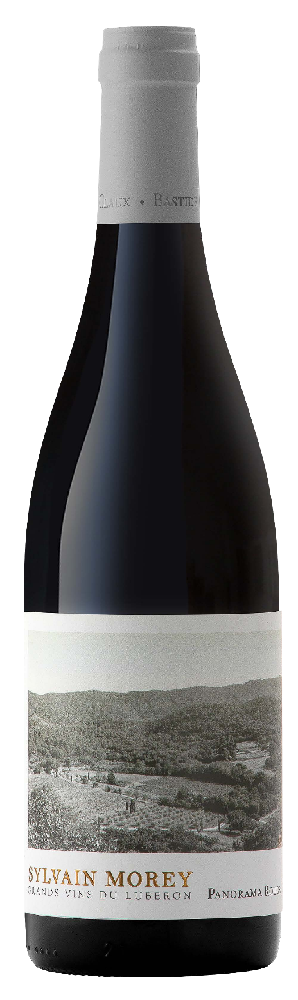 CLAUX • BASTIDE
SYLVAIN MOREY
GRANDS VINS DU LUBERON
PANORAMA ROUGE